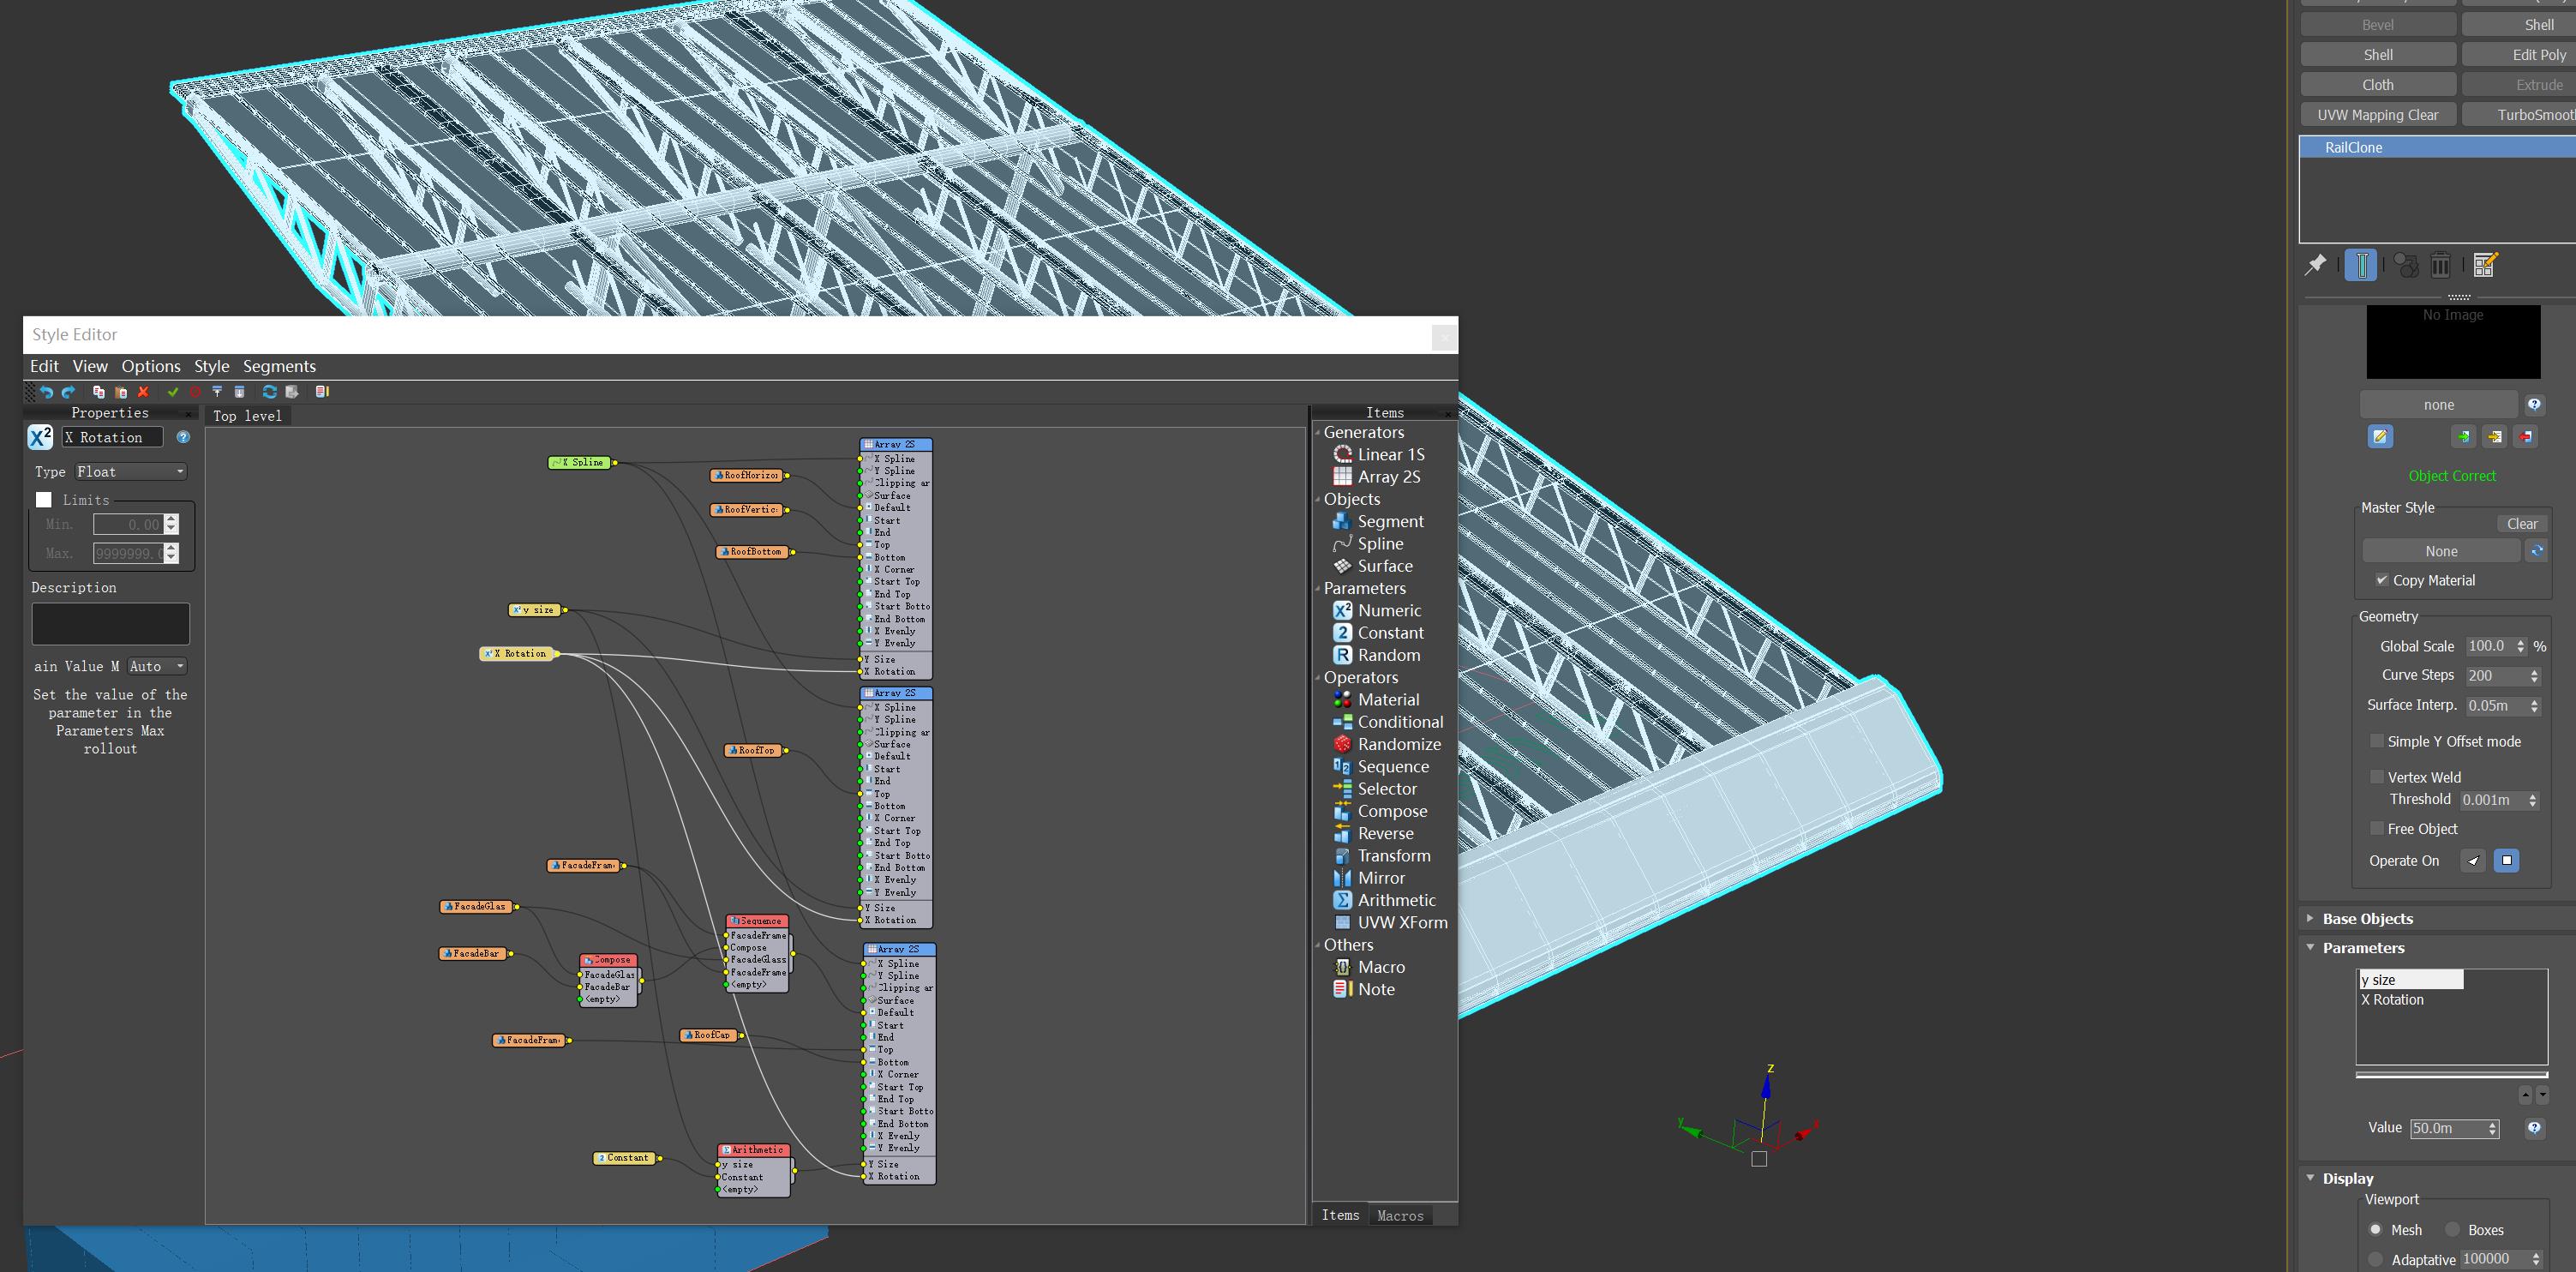 Bevel
Shell
Shell
Edit Poly
Cloth
Extrude
UVW Mapping Clear
RailClone
No Image
none
Object Correct
Master Style
Clear
None
Copy Material
Geometry
Global Scale 100.0 %
Curve Steps 200
Surface Interp. 0.05m
Simple Y Offset mode
Vertex Weld
Threshold 0.001m
Free Object
Operate On
Base Objects
Parameters
y size
X Rotation
Value 50.0m
Display
Viewport
Mesh Boxes
Adaptative 100000
Style Editor
Edit View Options Style Segments
Properties
X² X Rotation
Type Float
Limits
Min. 0.00
Max. 9999999.0
Description
ain Value M Auto
Set the value of the
parameter in the
Parameters Max
rollout
Top level
X Spline
RoofHorizon
RoofVertic
RoofBottom
y size
X Rotation
Array 2S
X Spline
Y Spline
Clipping ar
Surface
Default
Start
End
Top
Bottom
X Corner
Start Top
End Top
Start Botto
End Bottom
X Evenly
Y Evenly
Y Size
X Rotation
RoofTop
Array 2S
X Spline
Y Spline
Clipping ar
Surface
Default
Start
End
Top
Bottom
X Corner
Start Top
End Top
Start Botto
End Bottom
X Evenly
Y Evenly
Y Size
X Rotation
FacadeFram
FacadeGlas
FacadeBar
Compose
FacadeGlas
FacadeBar
<empty>
Sequence
FacadeFrame
Compose
FacadeGlass
FacadeFrame
<empty>
FacadeFram
RoofCap
Array 2S
X Spline
Y Spline
Clipping ar
Surface
Default
Start
End
Top
Bottom
X Corner
Start Top
End Top
Start Botto
End Bottom
X Evenly
Y Evenly
Y Size
X Rotation
Constant
Arithmetic
y size
Constant
<empty>
Items
Generators
Linear 1S
Array 2S
Objects
Segment
Spline
Surface
Parameters
Numeric
Constant
Random
Operators
Material
Conditional
Randomize
Sequence
Selector
Compose
Reverse
Transform
Mirror
Arithmetic
UVW XForm
Others
Macro
Note
Items Macros
z
y